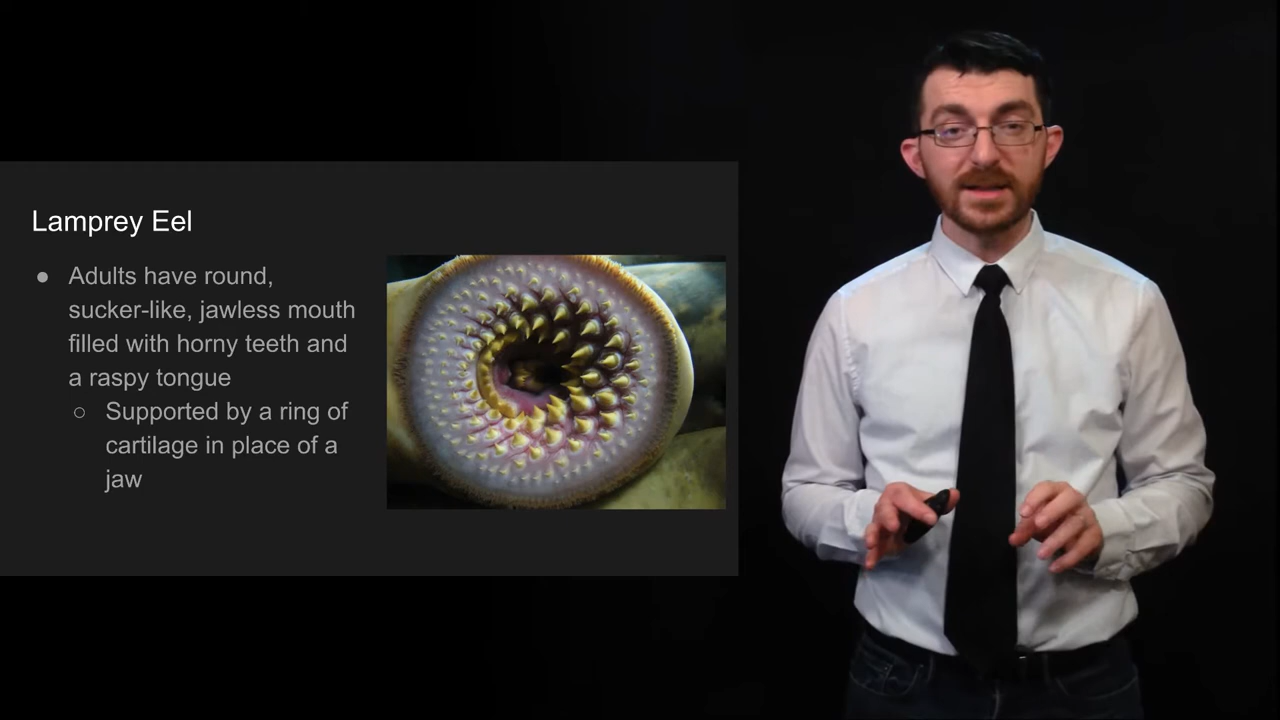 Lamprey Eel
● Adults have round,
sucker-like, jawless mouth
filled with horny teeth and
a raspy tongue
○ Supported by a ring of
cartilage in place of a
jaw